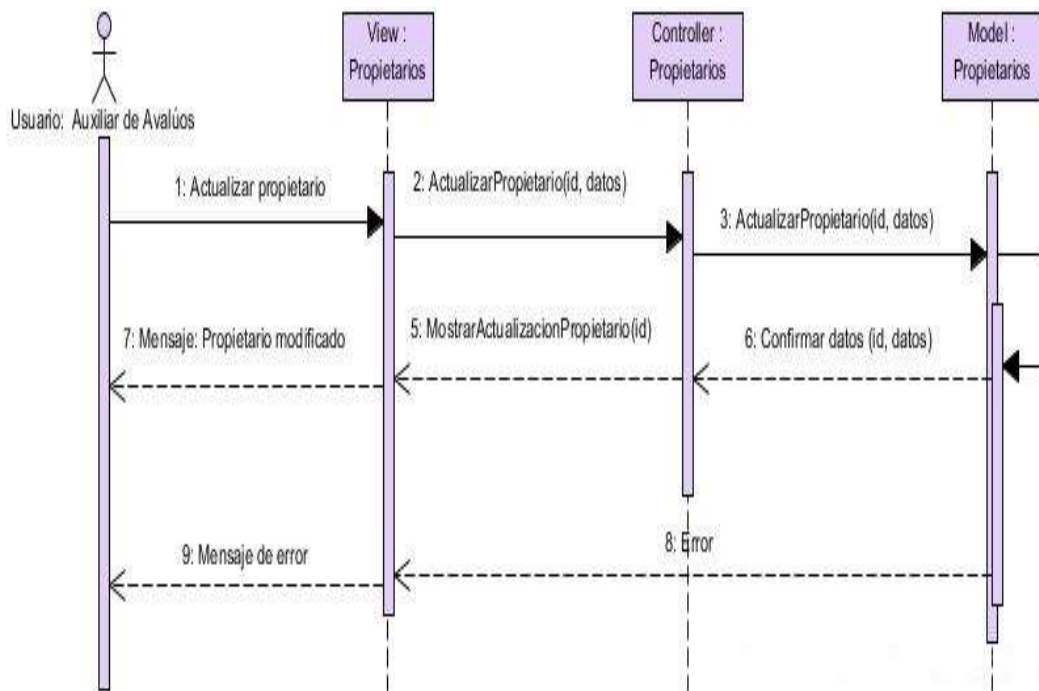 View :
Propietarios
Controller :
Propietarios
Model :
Propietarios
Usuario: Auxiliar de Avalúos
1: Actualizar propietario
2: ActualizarPropietario(id, datos)
3: ActualizarPropietario(id, datos)
7: Mensaje: Propietario modificado
5: MostrarActualizacionPropietario(id)
6: Confirmar datos (id, datos)
9: Mensaje de error
8: Error